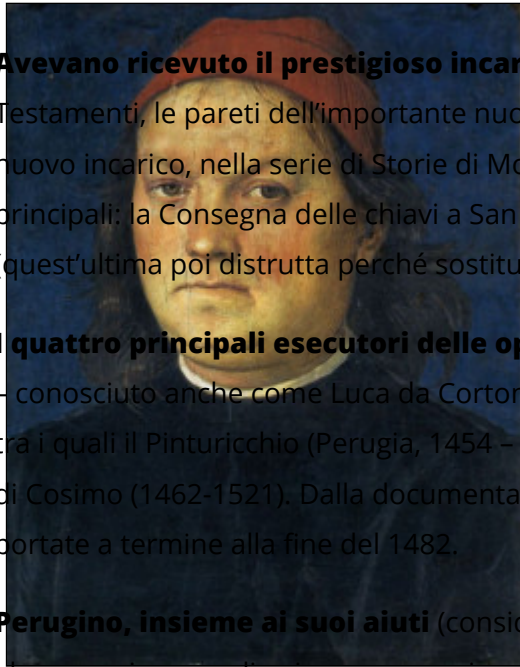 Avevano ricevuto il prestigioso incar
Testamenti, le pareti dell’importante nuo
nuovo incarico, nella serie di Storie di Mo
principali: la Consegna delle chiavi a San
(quest’ultima poi distrutta perché sostitu
I quattro principali esecutori delle op
– conosciuto anche come Luca da Corton
tra i quali il Pinturicchio (Perugia, 1454 –
di Cosimo (1462-1521). Dalla documenta
portate a termine alla fine del 1482.
Perugino, insieme ai suoi aiuti (consid